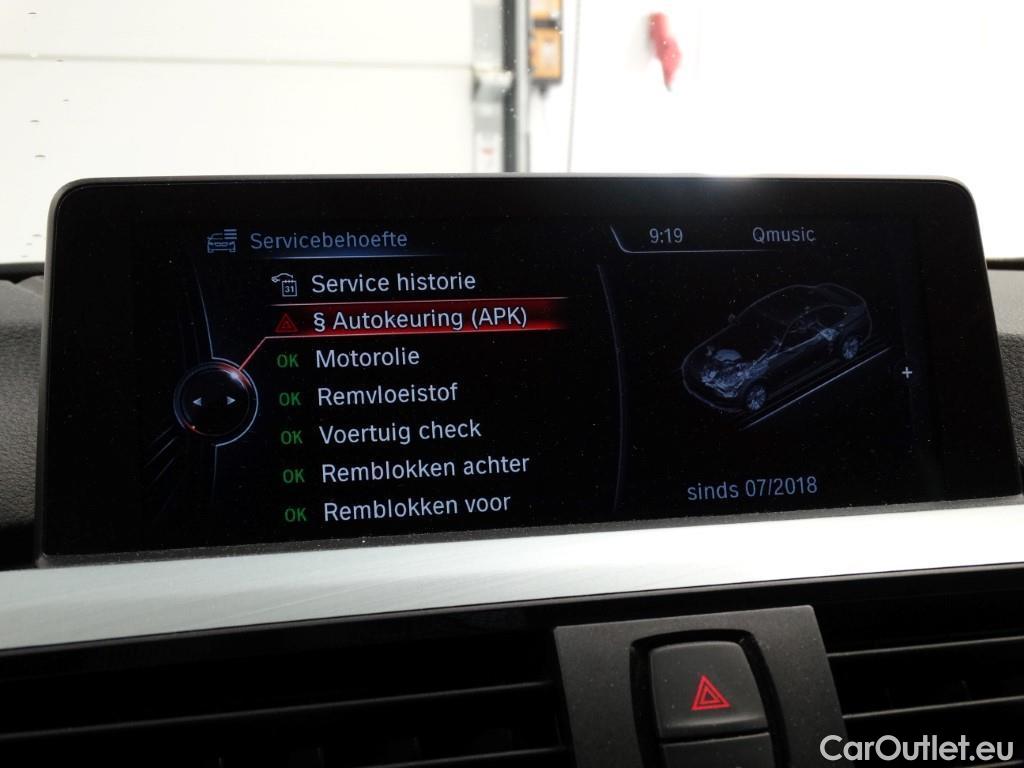 Servicebehoefte
9:19 Qmusic
31 Service historie
§ Autokeuring (APK)
OK Motorolie
OK Remvloeistof
OK Voertuig check
OK Remblokken achter
OK Remblokken voor
+
sinds 07/2018
CarOutlet.eu